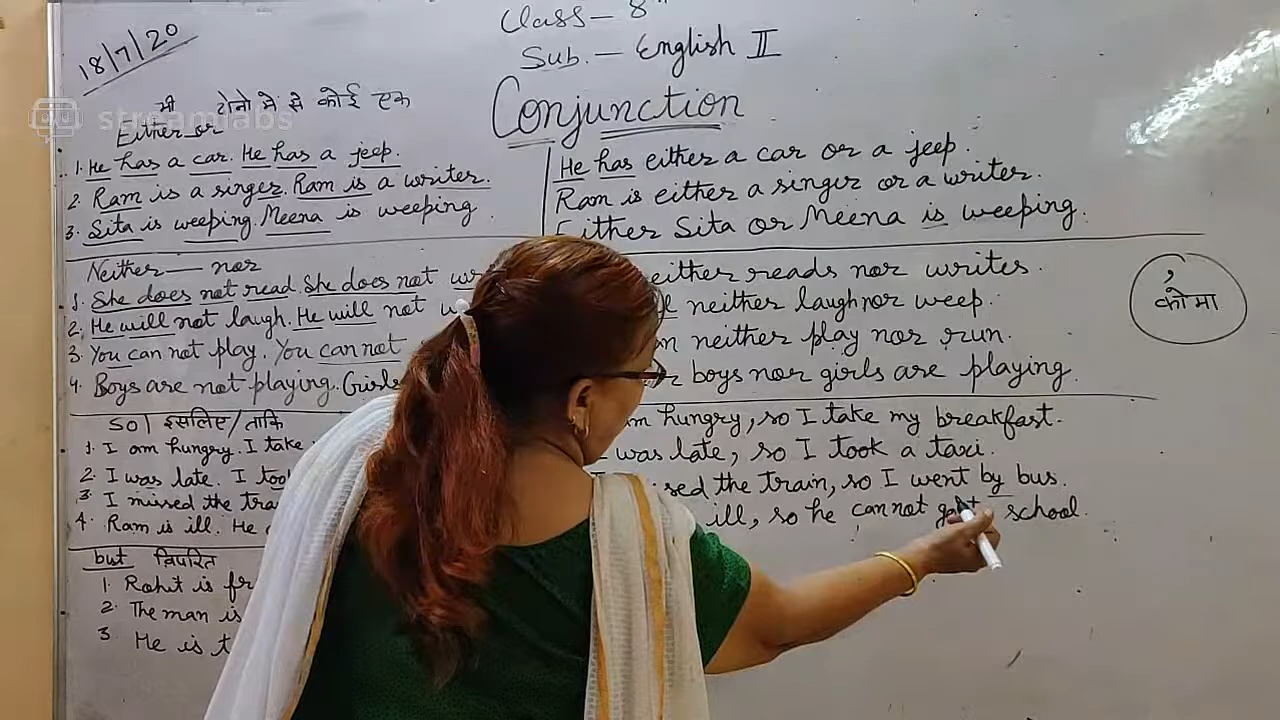 18/7/20
Class - 8th
Sub. - English II
streamlabs
Conjunction
भी दोनो मे से कोई एक
Either or
1. He has a car. He has a jeep.
He has either a car or a jeep.
2. Ram is a singer. Ram is a writer.
Ram is either a singer or a writer.
3. Sita is weeping. Meena is weeping.
Either Sita or Meena is weeping.
Neither — nor
1. She does not read. She does not
neither reads nor writes.
2. He will not laugh. He will not
neither laugh nor weep.
3. You can not play. You can not
neither play nor run.
4. Boys are not playing. Girls
boys nor girls are playing.
, कोमा
so | इसलिए/ताकि
1. I am hungry. I take
am hungry, so I take my breakfast.
2. I was late. I took
was late, so I took a taxi.
3. I missed the
the train, so I went by bus.
4. Ram is ill. He
ill, so he can not school.
but विपरित
1. Rohit is
2. The man is
3. He is